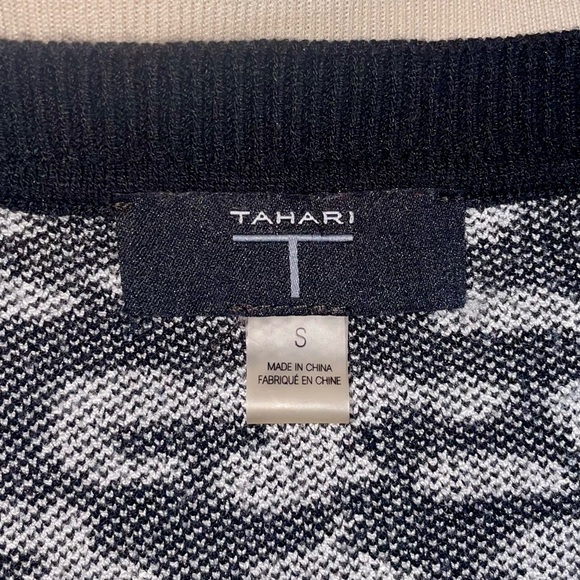 TAHARI
T
S
MADE IN CHINA
FABRIQUÉ EN CHINE